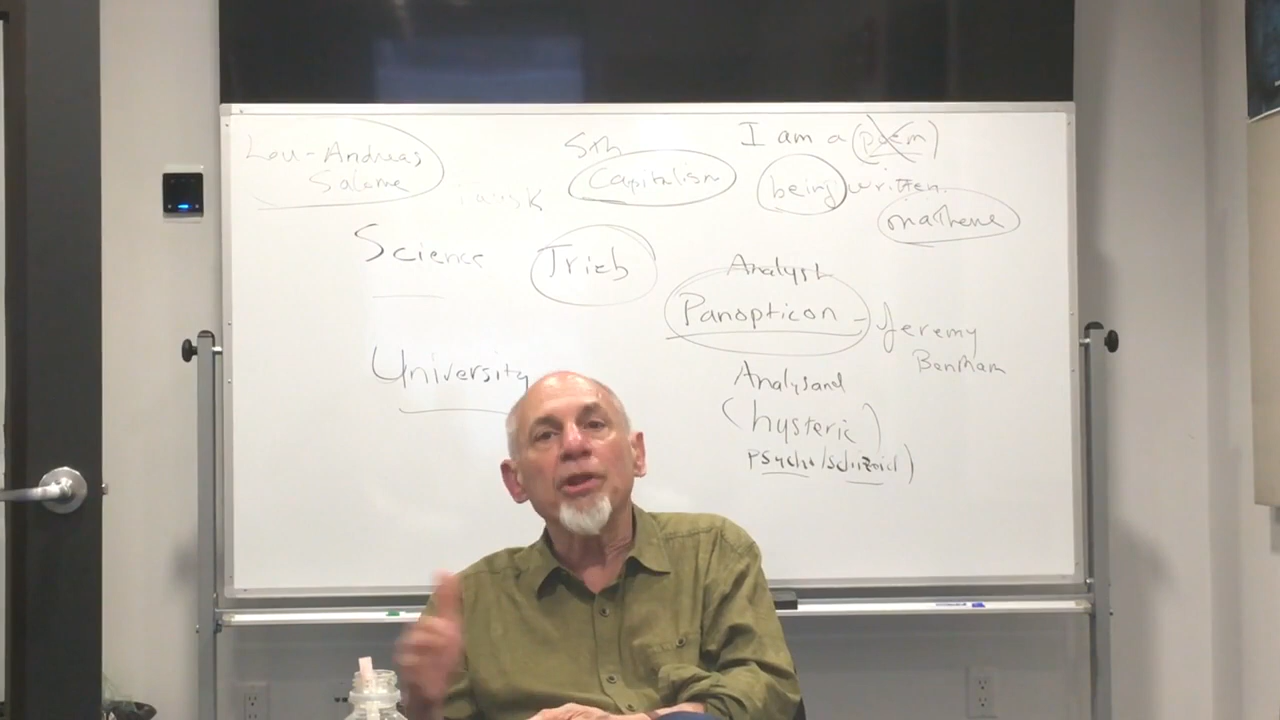 Lou-Andreas
Salome
5th
Capitalism
I am a (poem)
being written.
matheme
Science
Trieb
Analyst
Panopticon - Jeremy
Bentham
University
Analysand
(hysteric)
psycho/schizoid)